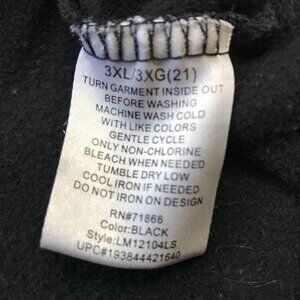 3XL/3XG(21)
TURN GARMENT INSIDE OUT
BEFORE WASHING
MACHINE WASH COLD
WITH LIKE COLORS
GENTLE CYCLE
ONLY NON-CHLORINE
BLEACH WHEN NEEDED
TUMBLE DRY LOW
COOL IRON IF NEEDED
DO NOT IRON ON DESIGN
RN#71868
Color:BLACK
Style:LM12104LS
UPC#193844421640